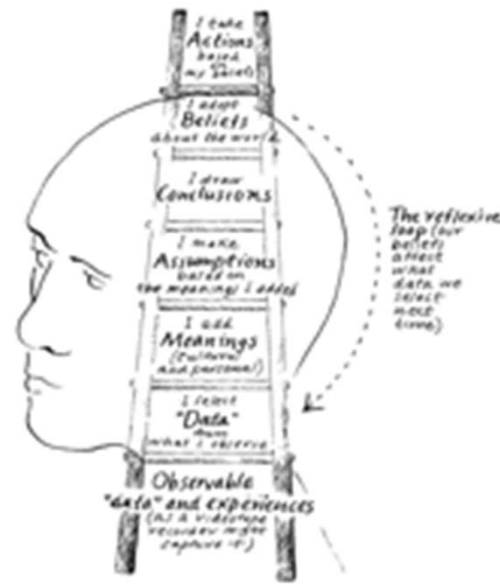 I take
Actions
based on
my beliefs
I adopt
Beliefs
about the world
I draw
Conclusions
I make
Assumptions
based on
the meanings I added
I add
Meanings
(cultural
and personal)
I select
"Data"
from
what I observe
Observable
"data" and experiences
(as a videotape
recorder might
capture it)
The reflexive
loop (our
beliefs
affect
what
data we
select
next
time)